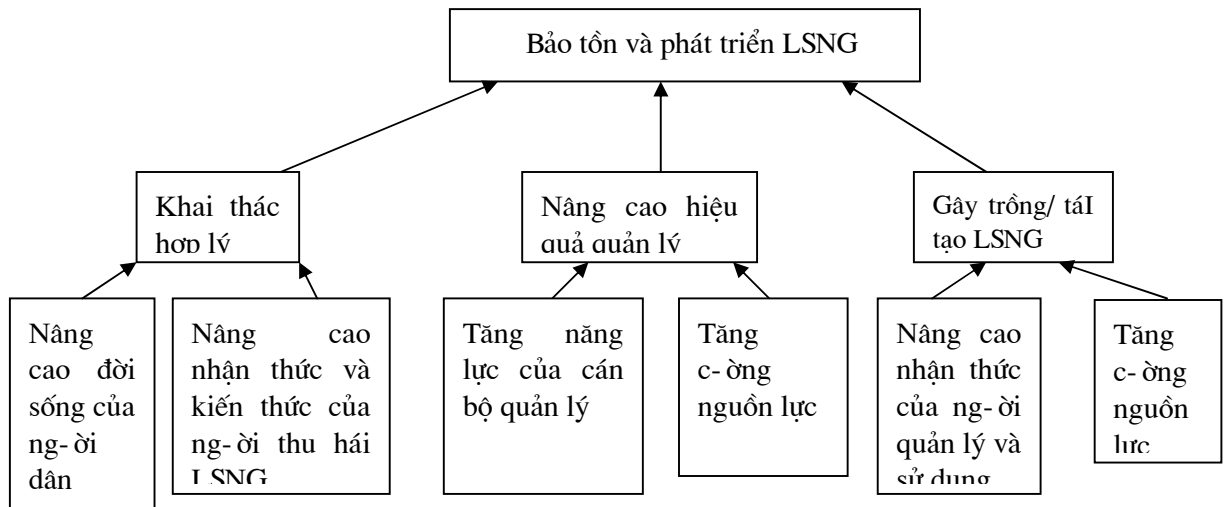 Bảo tồn và phát triển LSNG
Khai thác
hợp lý
Nâng cao hiệu
quả quản lý
Gây trồng/ táI
tạo LSNG
Nâng
cao đời
sống của
ng- ời
dân
Nâng cao
nhận thức và
kiến thức của
ng- ời thu hái
LSNG
Tăng năng
lực của cán
bộ quản lý
Tăng
c- ờng
nguồn lực
Nâng cao
nhận thức
của ng- ời
quản lý và
sử dụng
Tăng
c- ờng
nguồn
lực